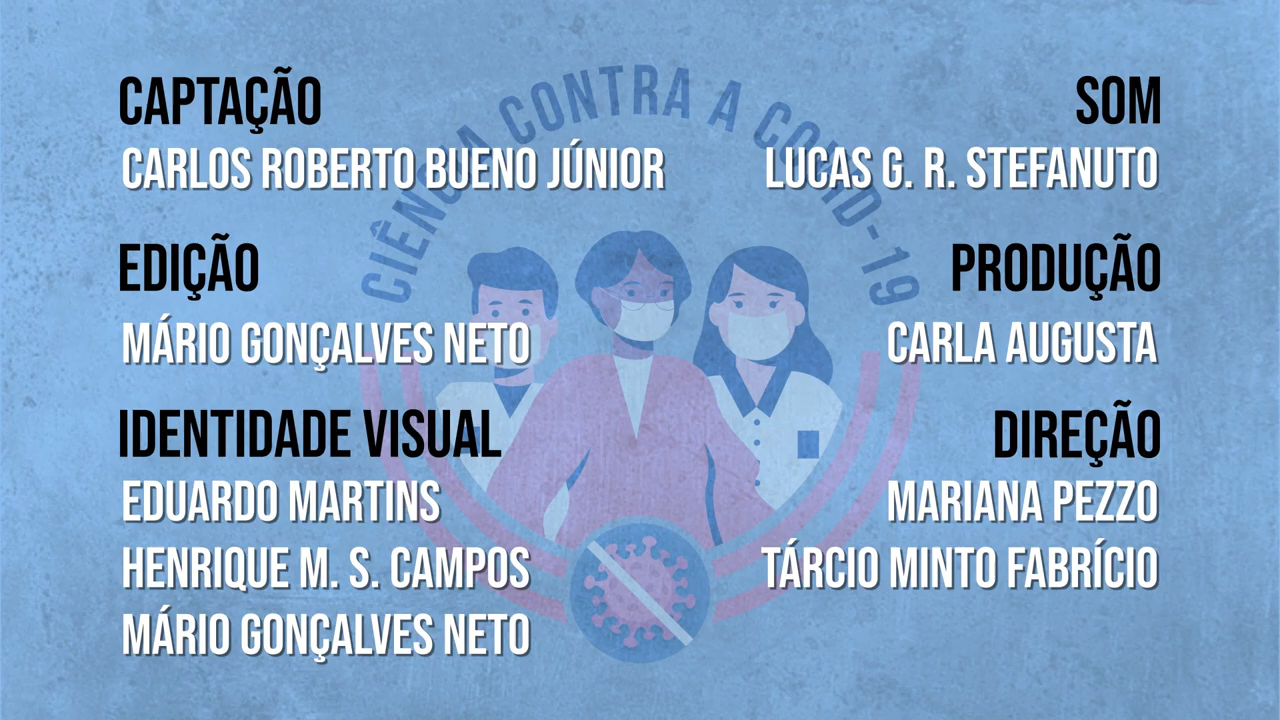 CIÊNCIA CONTRA A COVID-19
CAPTAÇÃO
CARLOS ROBERTO BUENO JÚNIOR
EDIÇÃO
MÁRIO GONÇALVES NETO
IDENTIDADE VISUAL
EDUARDO MARTINS
HENRIQUE M. S. CAMPOS
MÁRIO GONÇALVES NETO
SOM
LUCAS G. R. STEFANUTO
PRODUÇÃO
CARLA AUGUSTA
DIREÇÃO
MARIANA PEZZO
TÁRCIO MINTO FABRÍCIO